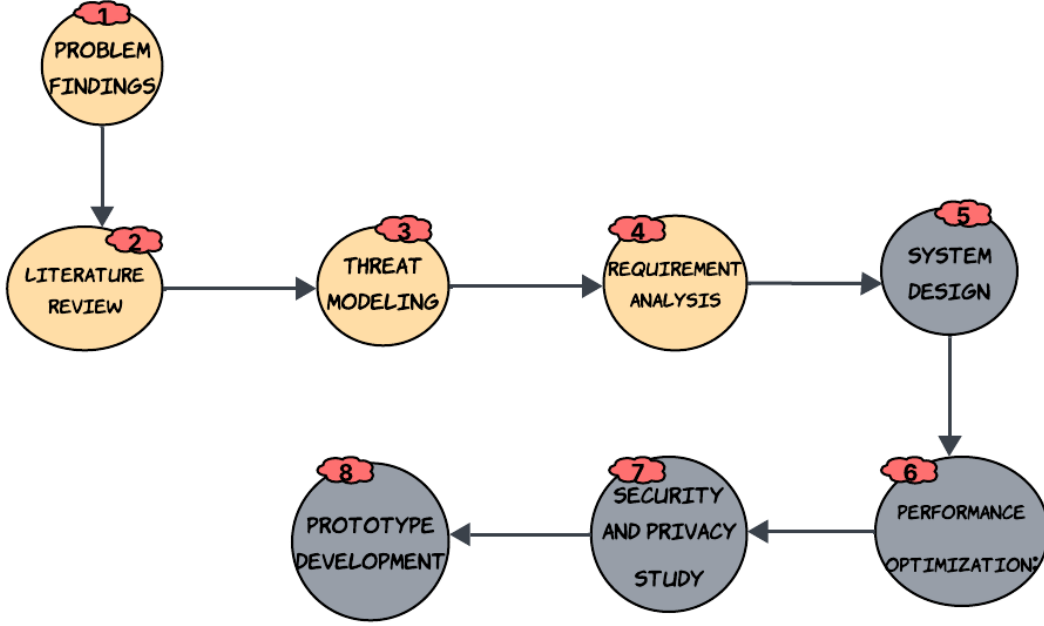 1
PROBLEM
FINDINGS
2
LITERATURE
REVIEW
3
THREAT
MODELING
4
REQUIREMENT
ANALYSIS
5
SYSTEM
DESIGN
6
PERFORMANCE
OPTIMIZATION:
7
SECURITY
AND PRIVACY
STUDY
8
PROTOTYPE
DEVELOPMENT